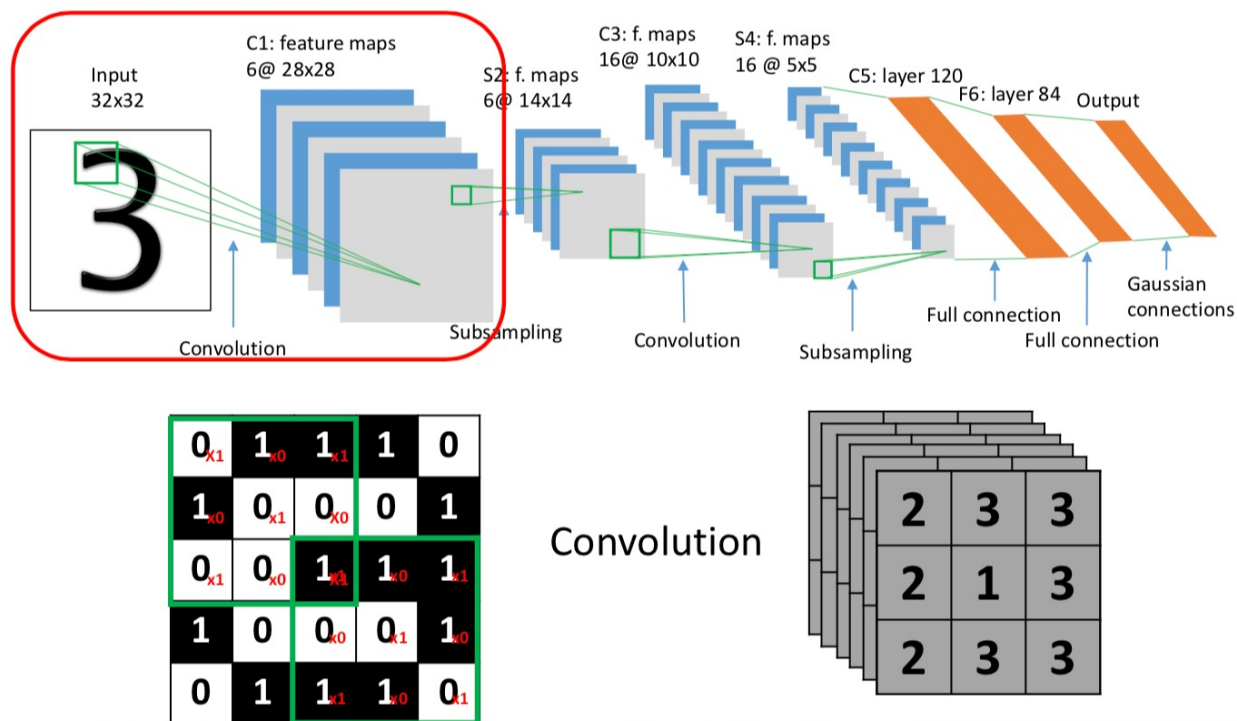 Input
32x32
C1: feature maps
6@ 28x28
S2: f. maps
6@ 14x14
C3: f. maps
16@ 10x10
S4: f. maps
16 @ 5x5
C5: layer 120
F6: layer 84
Output
3
Convolution
Subsampling
Convolution
Subsampling
Full connection
Full connection
Gaussian
connections
0X1 1x0 1x1 1 0
1x0 0x1 0X0 0 1
0x1 0x0 1x1 1x0 1x1
1 0 0x0 0x1 1x0
0 1 1x1 1x0 0x1
Convolution
2 3 3
2 1 3
2 3 3